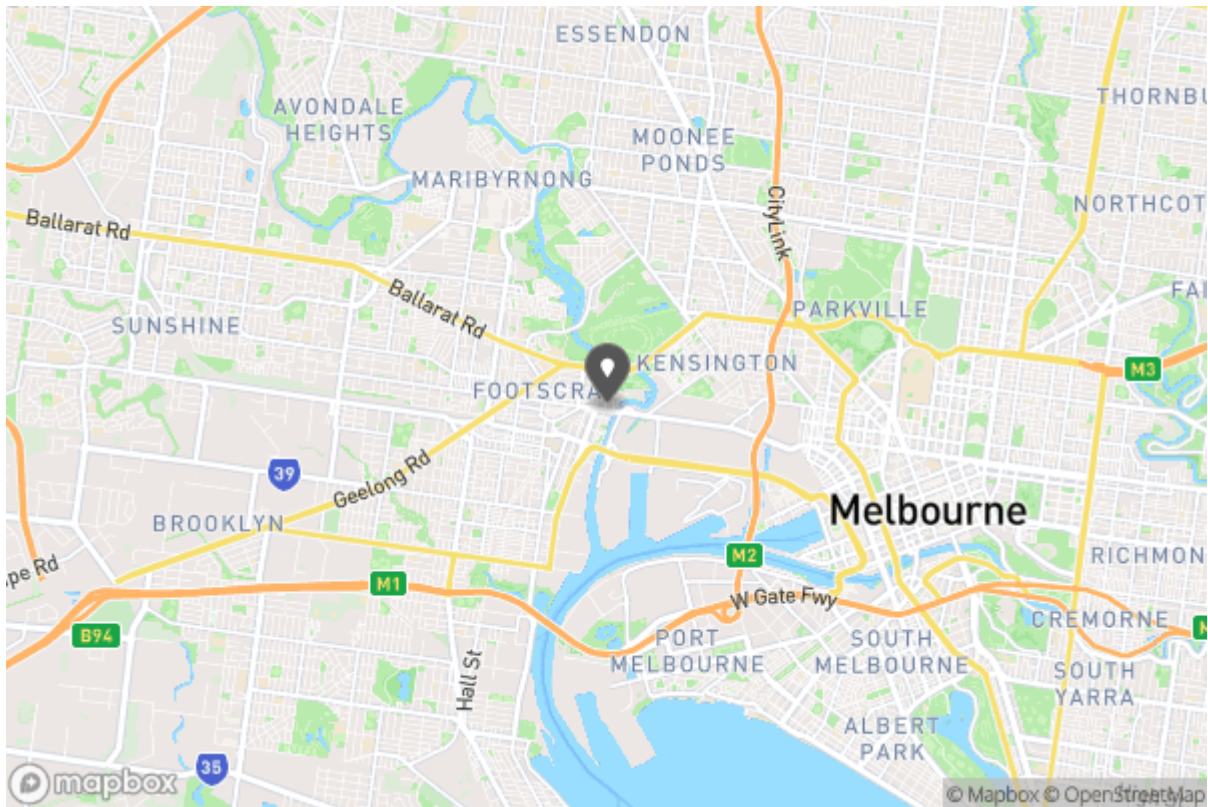 ESSENDON
AVONDALE
HEIGHTS
THORNBU
MOONEE
PONDS
MARIBYRNONG
CityLink
NORTHCOT
Ballarat Rd
Ballarat Rd
PARKVILLE
FAI
SUNSHINE
KENSINGTON
M3
FOOTSCRA
39
Geelong Rd
Melbourne
BROOKLYN
M2
RICHMON
pe Rd
M1
W Gate Fwy
CREMORNE
B94
PORT
MELBOURNE
SOUTH
MELBOURNE
SOUTH
YARRA
Hall St
ALBERT
PARK
35
mapbox
© Mapbox © OpenStreetMap